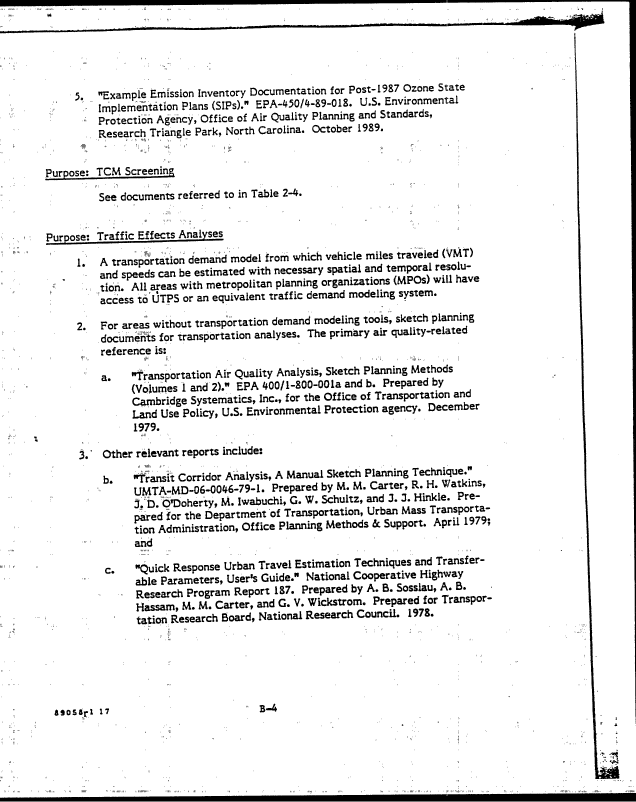 5. "Example Emission Inventory Documentation for Post-1987 Ozone State
Implementation Plans (SIPs)." EPA-450/4-89-018. U.S. Environmental
Protection Agency, Office of Air Quality Planning and Standards,
Research Triangle Park, North Carolina. October 1989.
Purpose: TCM Screening
See documents referred to in Table 2-4.
Purpose: Traffic Effects Analyses
1. A transportation demand model from which vehicle miles traveled (VMT)
and speeds can be estimated with necessary spatial and temporal resolu-
tion. All areas with metropolitan planning organizations (MPOs) will have
access to UTPS or an equivalent traffic demand modeling system.
2. For areas without transportation demand modeling tools, sketch planning
documents for transportation analyses. The primary air quality-related
reference is:
a. "Transportation Air Quality Analysis, Sketch Planning Methods
(Volumes 1 and 2)." EPA 400/1-800-001a and b. Prepared by
Cambridge Systematics, Inc., for the Office of Transportation and
Land Use Policy, U.S. Environmental Protection agency. December
1979.
3. Other relevant reports include:
b. "Transit Corridor Analysis, A Manual Sketch Planning Technique."
UMTA-MD-06-0046-79-1. Prepared by M. M. Carter, R. H. Watkins,
J. D. O'Doherty, M. Iwabuchi, G. W. Schultz, and J. J. Hinkle. Pre-
pared for the Department of Transportation, Urban Mass Transporta-
tion Administration, Office Planning Methods & Support. April 1979;
and
c. "Quick Response Urban Travel Estimation Techniques and Transfer-
able Parameters, User's Guide." National Cooperative Highway
Research Program Report 187. Prepared by A. B. Sosslau, A. B.
Hassam, M. M. Carter, and G. V. Wickstrom. Prepared for Transpor-
tation Research Board, National Research Council. 1978.
89058r1 17
B-4